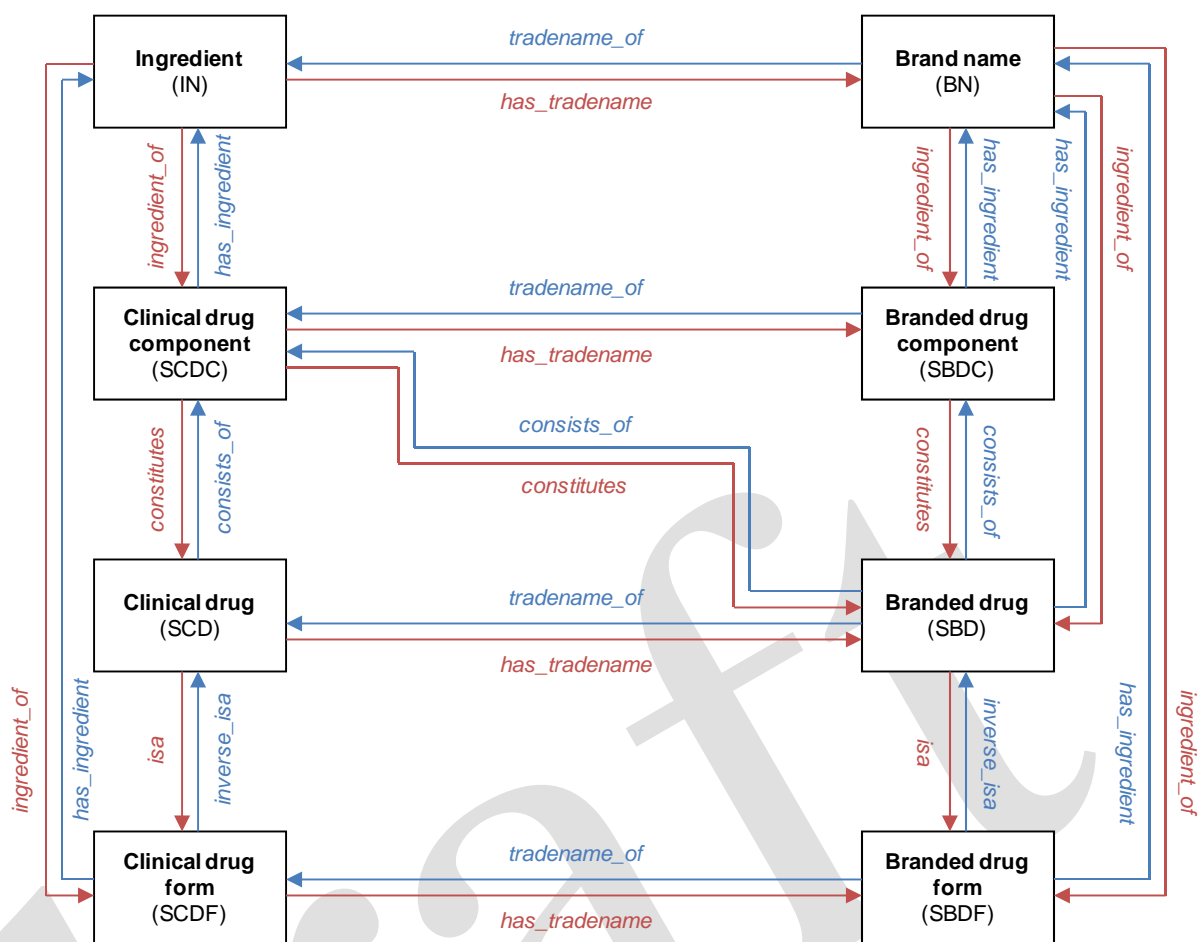 Ingredient
(IN)
tradename_of
has_tradename
Brand name
(BN)
ingredient_of
has_ingredient
ingredient_of
has_ingredient
has_ingredient
ingredient_of
Clinical drug
component
(SCDC)
tradename_of
has_tradename
Branded drug
component
(SBDC)
constitutes
consists_of
consists_of
constitutes
constitutes
consists_of
Clinical drug
(SCD)
tradename_of
has_tradename
Branded drug
(SBD)
ingredient_of
has_ingredient
isa
inverse_isa
isa
inverse_isa
has_ingredient
ingredient_of
Clinical drug
form
(SCDF)
tradename_of
has_tradename
Branded drug
form
(SBDF)